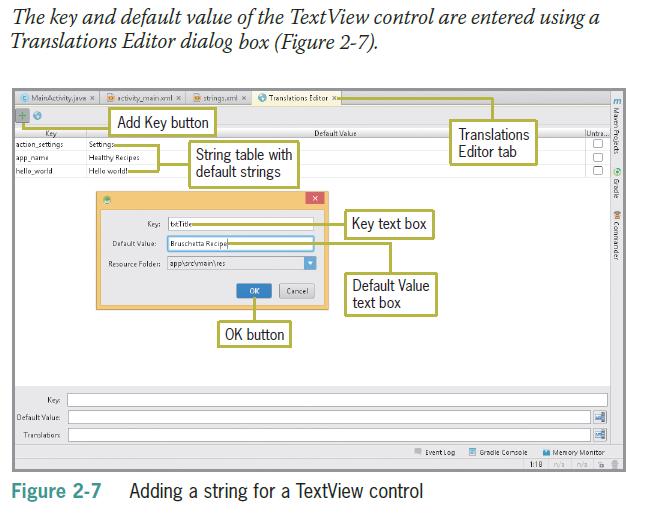 The key and default value of the TextView control are entered using a
Translations Editor dialog box (Figure 2-7).
MainActivity.java ×
activity_main.xml ×
strings.xml ×
Translations Editor ×
Add Key button
Key
Default Value
Untra...
action_settings
Settings
app_name
Healthy Recipes
hello_world
Hello world!
String table with
default strings
Translations
Editor tab
m Maven Projects
Gradle
Commander
x
Key:
txtTitle
Key text box
Default Value:
Bruschetta Recipe
Resource Folder:
app\src\main\res
Default Value
text box
OK
Cancel
OK button
Key:
Default Value:
Translation:
Event Log
Gradle Console
Memory Monitor
1:18
n/a
n/a
Figure 2-7 Adding a string for a TextView control